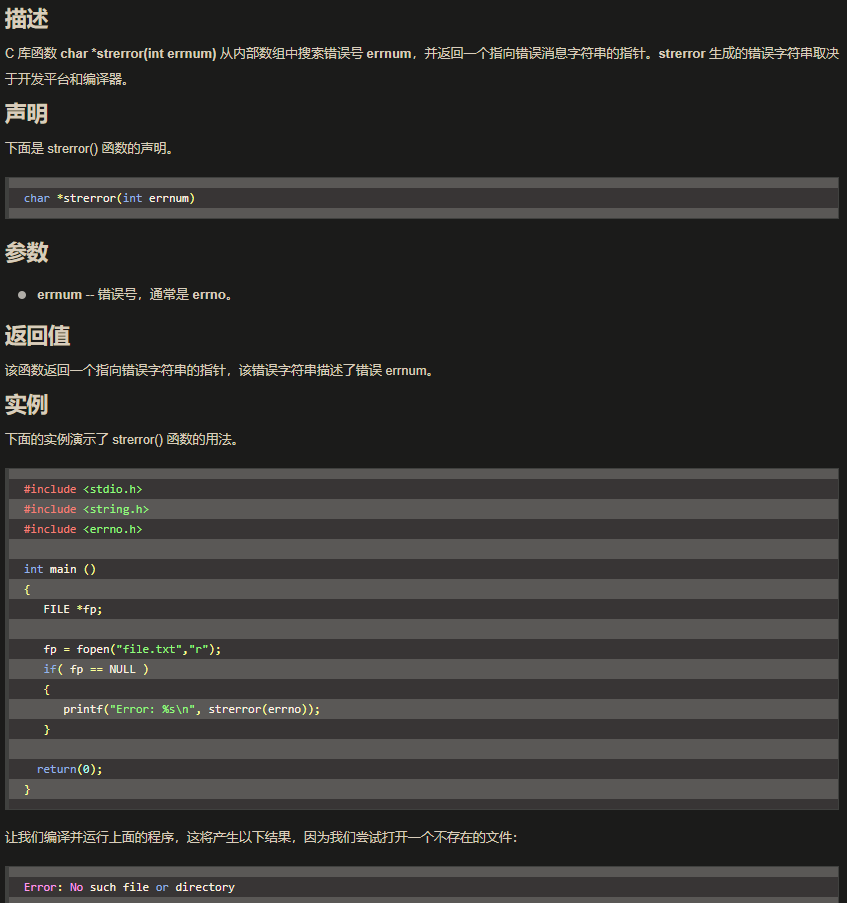 描述
C 库函数 char *strerror(int errnum) 从内部数组中搜索错误号 errnum，并返回一个指向错误消息字符串的指针。strerror 生成的错误字符串取决
于开发平台和编译器。
声明
下面是 strerror() 函数的声明。
char *strerror(int errnum)
参数
errnum -- 错误号，通常是 errno。
返回值
该函数返回一个指向错误字符串的指针，该错误字符串描述了错误 errnum。
实例
下面的实例演示了 strerror() 函数的用法。
#include <stdio.h>
#include <string.h>
#include <errno.h>
int main ()
{
FILE *fp;
fp = fopen("file.txt","r");
if( fp == NULL )
{
printf("Error: %s\n", strerror(errno));
}
return(0);
}
让我们编译并运行上面的程序，这将产生以下结果，因为我们尝试打开一个不存在的文件：
Error: No such file or directory